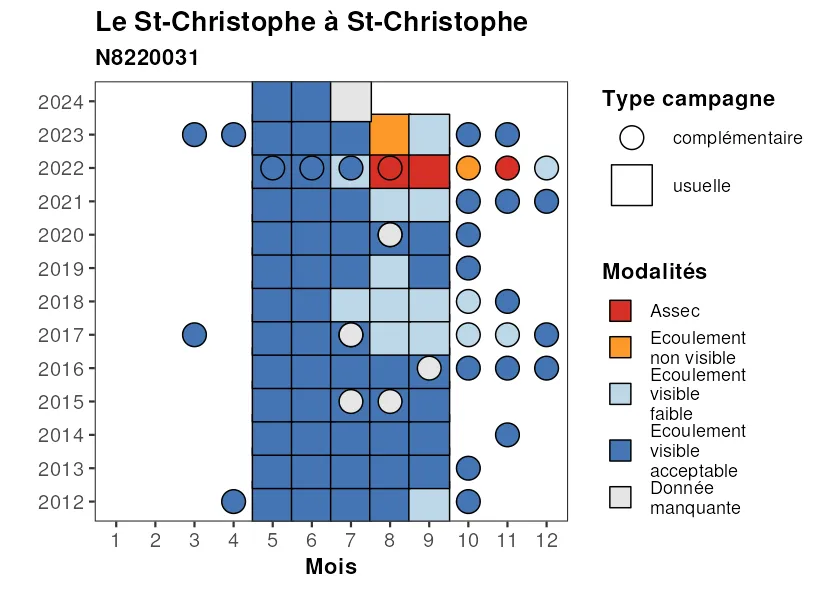 Le St-Christophe à St-Christophe
N8220031
2024
2023
2022
2021
2020
2019
2018
2017
2016
2015
2014
2013
2012
1 2 3 4 5 6 7 8 9 10 11 12
Mois
Type campagne
complémentaire
usuelle
Modalités
Assec
Ecoulement
non visible
Ecoulement
visible
faible
Ecoulement
visible
acceptable
Donnée
manquante